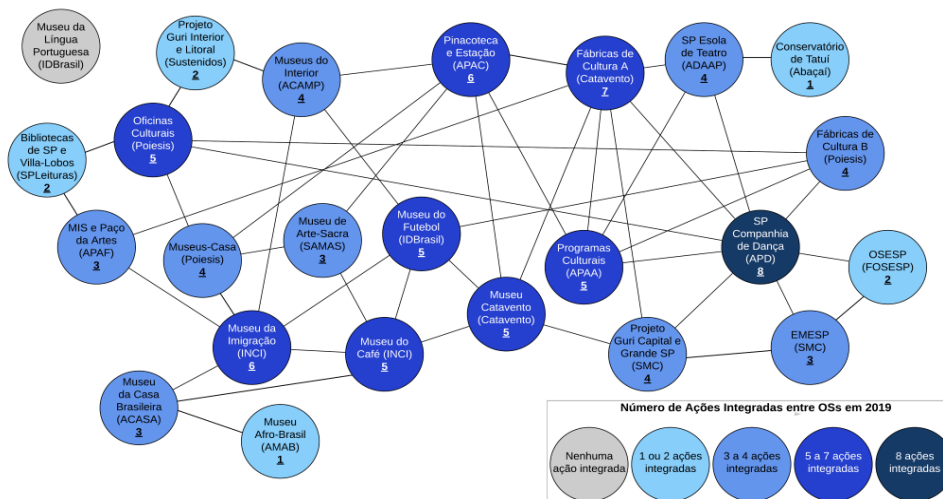 Museu da
Língua
Portuguesa
(IDBrasil)
Projeto
Guri Interior
e Litoral
(Sustenidos)
2
Museus do
Interior
(ACAMP)
4
Pinacoteca
e Estação
(APAC)
6
Fábricas de
Cultura A
(Catavento)
7
SP Esola
de Teatro
(ADAAP)
4
Conservatório
de Tatuí
(Abaçaí)
1
Oficinas
Culturais
(Poiesis)
5
Bibliotecas
de SP e
Villa-Lobos
(SPLeituras)
2
Fábricas de
Cultura B
(Poiesis)
4
MIS e Paço
da Artes
(APAF)
3
Museus-Casa
(Poiesis)
4
Museu de
Arte-Sacra
(SAMAS)
3
Museu do
Futebol
(IDBrasil)
5
Programas
Culturais
(APAA)
5
SP
Companhia
de Dança
(APD)
8
OSESP
(FOSESP)
2
Museu da
Imigração
(INCI)
6
Museu do
Café (INCI)
5
Museu
Catavento
(Catavento)
5
Projeto
Guri Capital e
Grande SP
(SMC)
4
EMESP
(SMC)
3
Museu
da Casa
Brasileira
(ACASA)
3
Museu
Afro-Brasil
(AMAB)
1
Número de Ações Integradas entre OSs em 2019
Nenhuma
ação integrada
1 ou 2 ações
integradas
3 a 4 ações
integradas
5 a 7 ações
integradas
8 ações
integradas